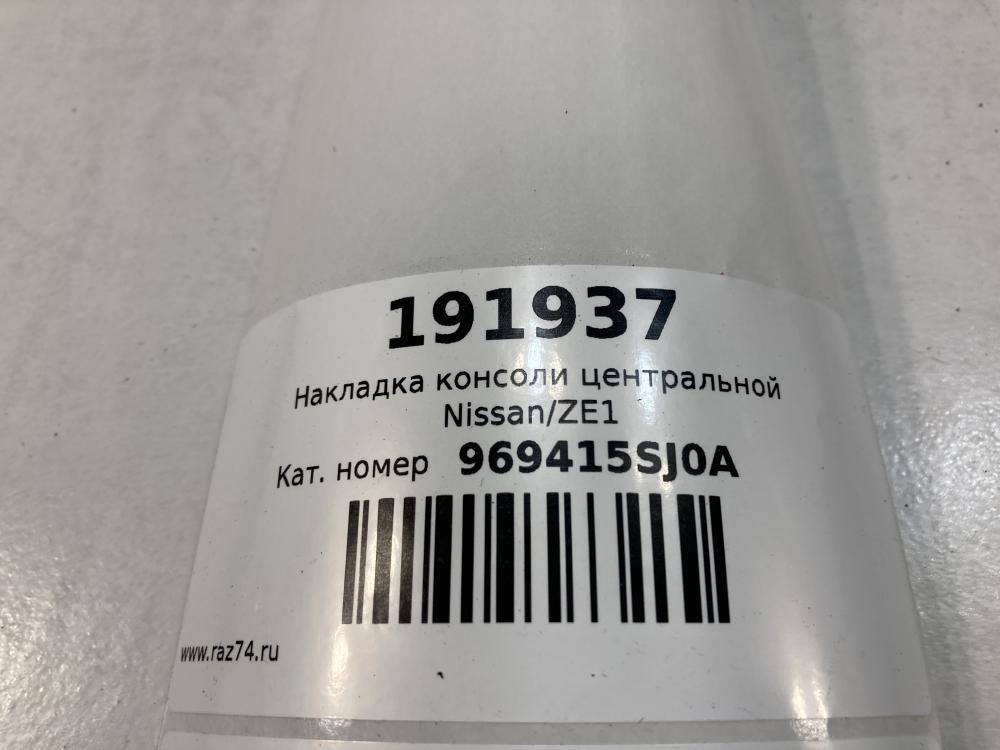 191937
Накладка консоли центральной
Nissan/ZE1
Кат. номер 969415SJ0A
www.raz74.ru